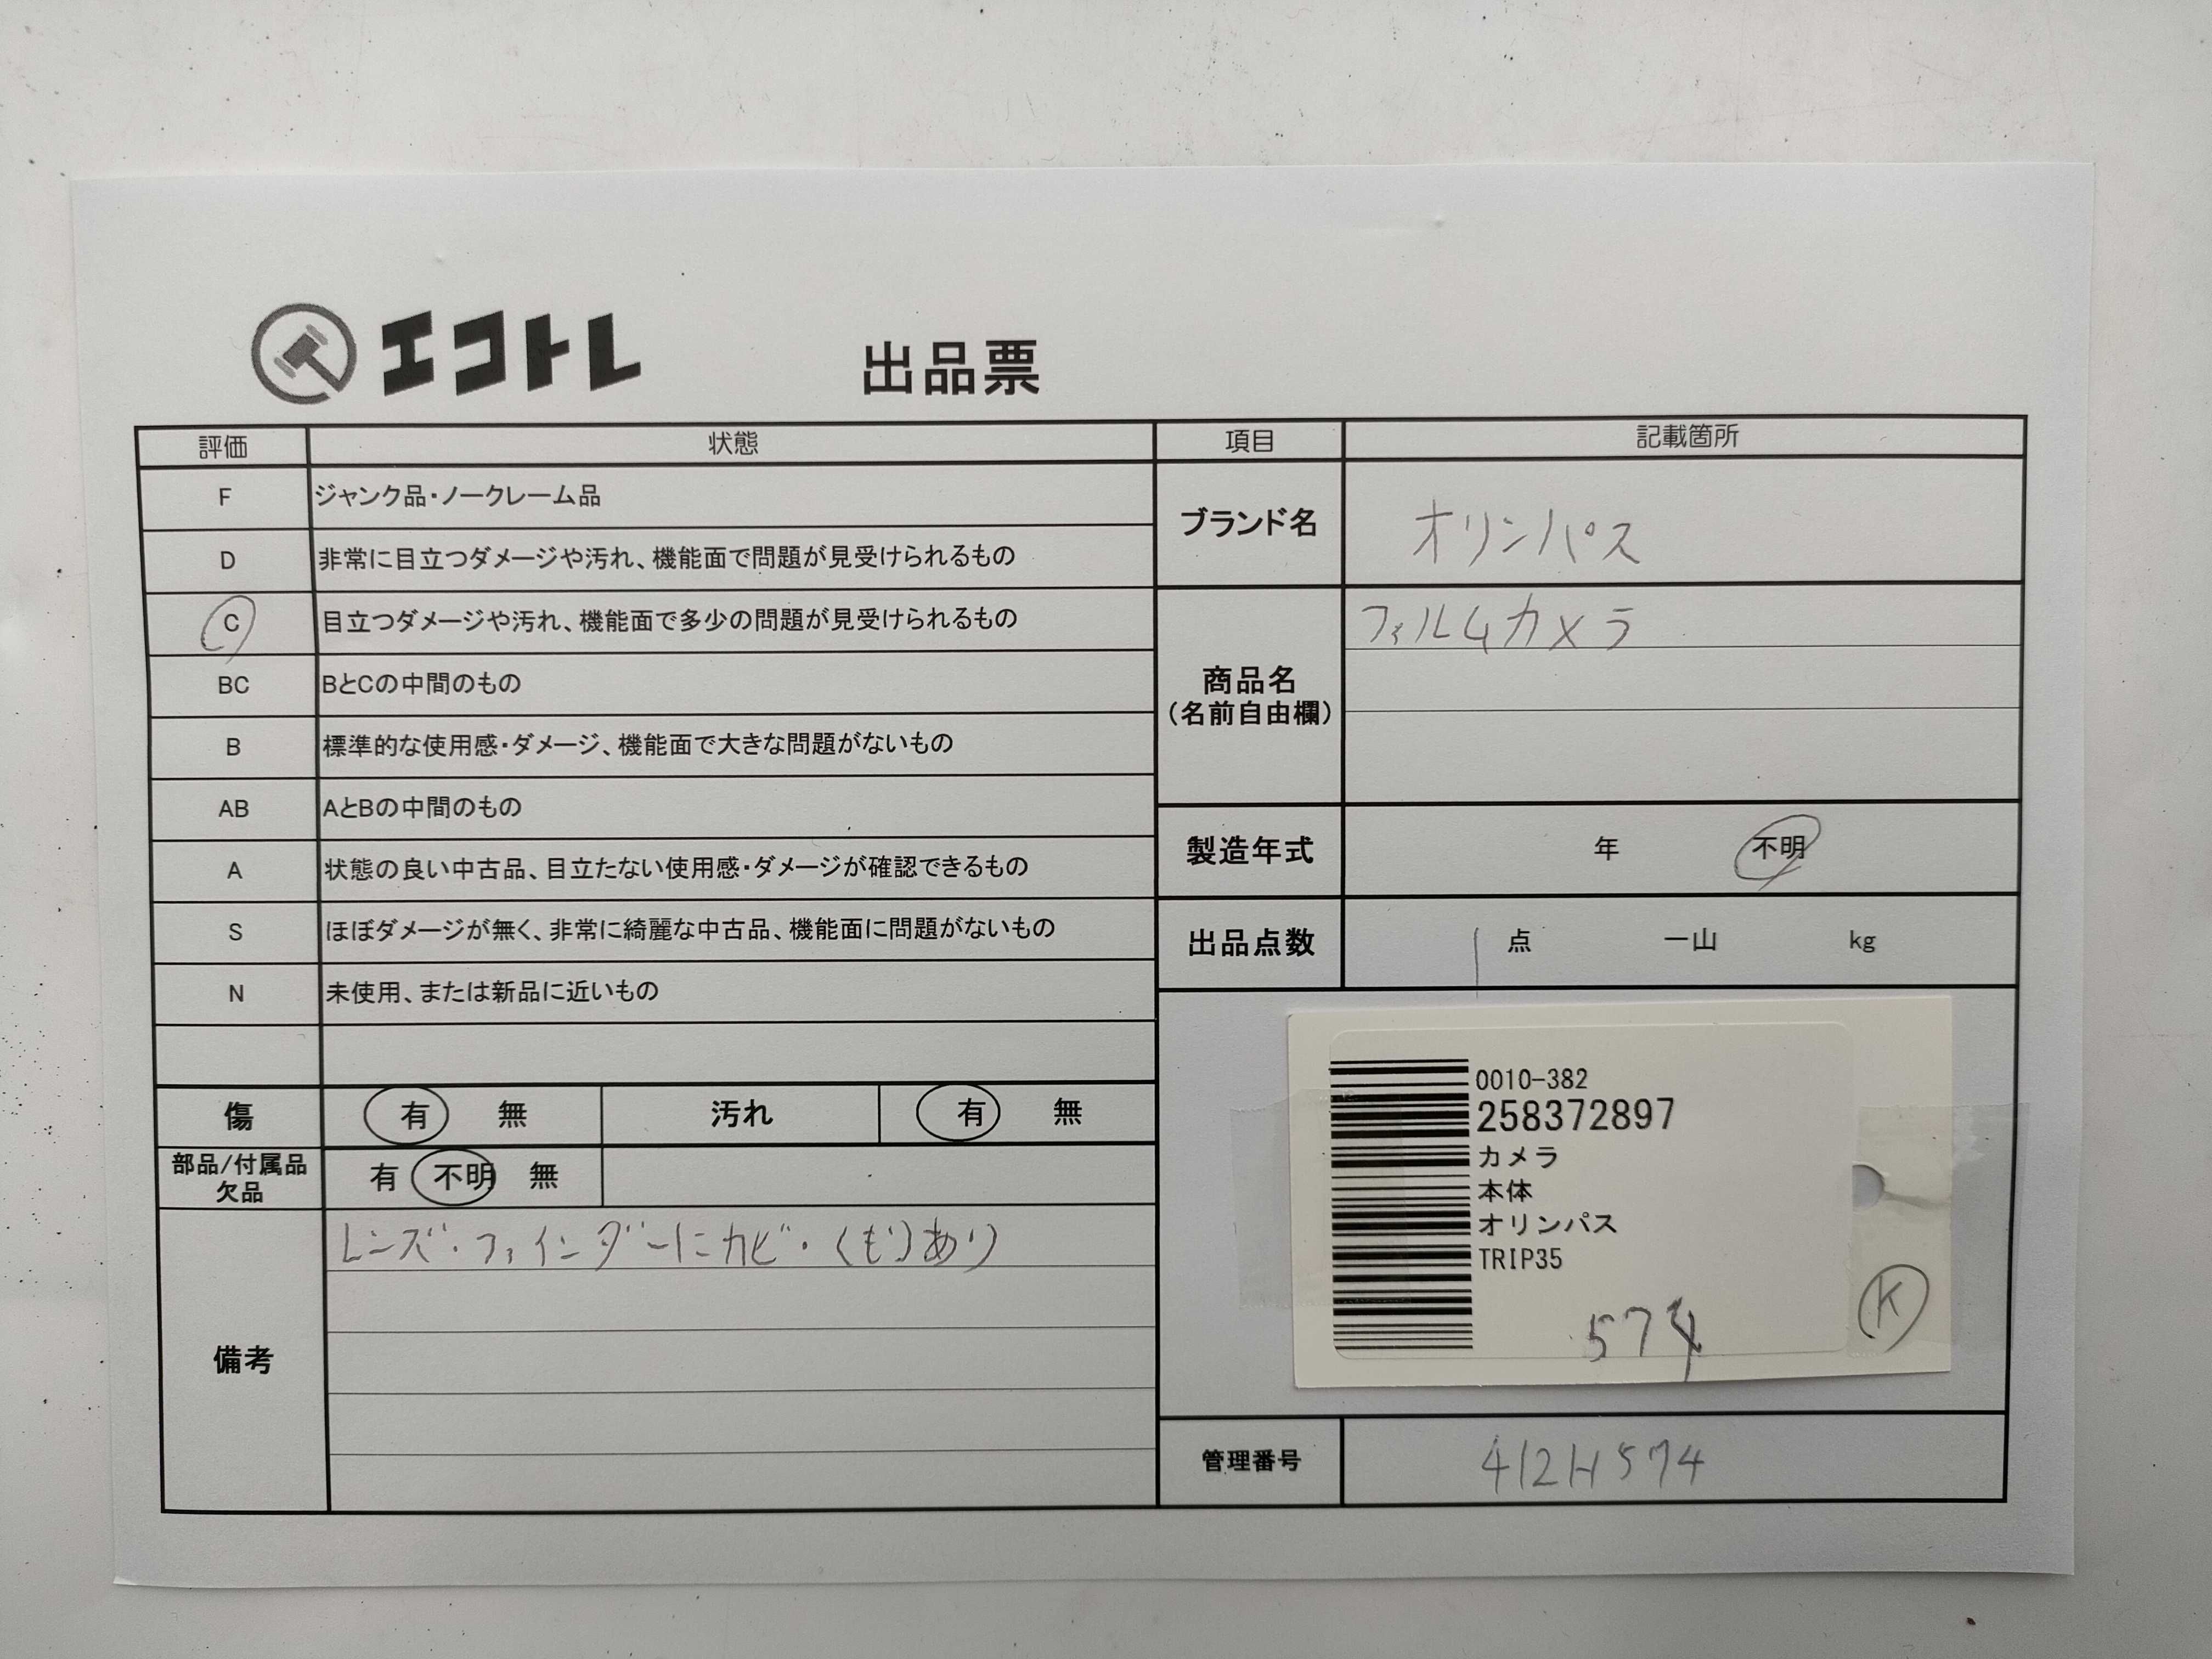 エコトレ
出品票
評価 状態
F ジャンク品・ノークレーム品
D 非常に目立つダメージや汚れ、機能面で問題が見受けられるもの
C 目立つダメージや汚れ、機能面で多少の問題が見受けられるもの
BC BとCの中間のもの
B 標準的な使用感・ダメージ、機能面で大きな問題がないもの
AB AとBの中間のもの
A 状態の良い中古品、目立たない使用感・ダメージが確認できるもの
S ほぼダメージが無く、非常に綺麗な中古品、機能面に問題がないもの
N 未使用、または新品に近いもの
傷 有 無 汚れ 有 無
部品/付属品
欠品
有 不明 無
備考
レンズ・ファインダーにカビ・くもりあり
項目 記載箇所
ブランド名 オリンパス
商品名
(名前自由欄)
フィルムカメラ
製造年式 年 不明
出品点数 1 点 一山 kg
0010-382
258372897
カメラ
本体
オリンパス
TRIP35
574
K
管理番号 412H574